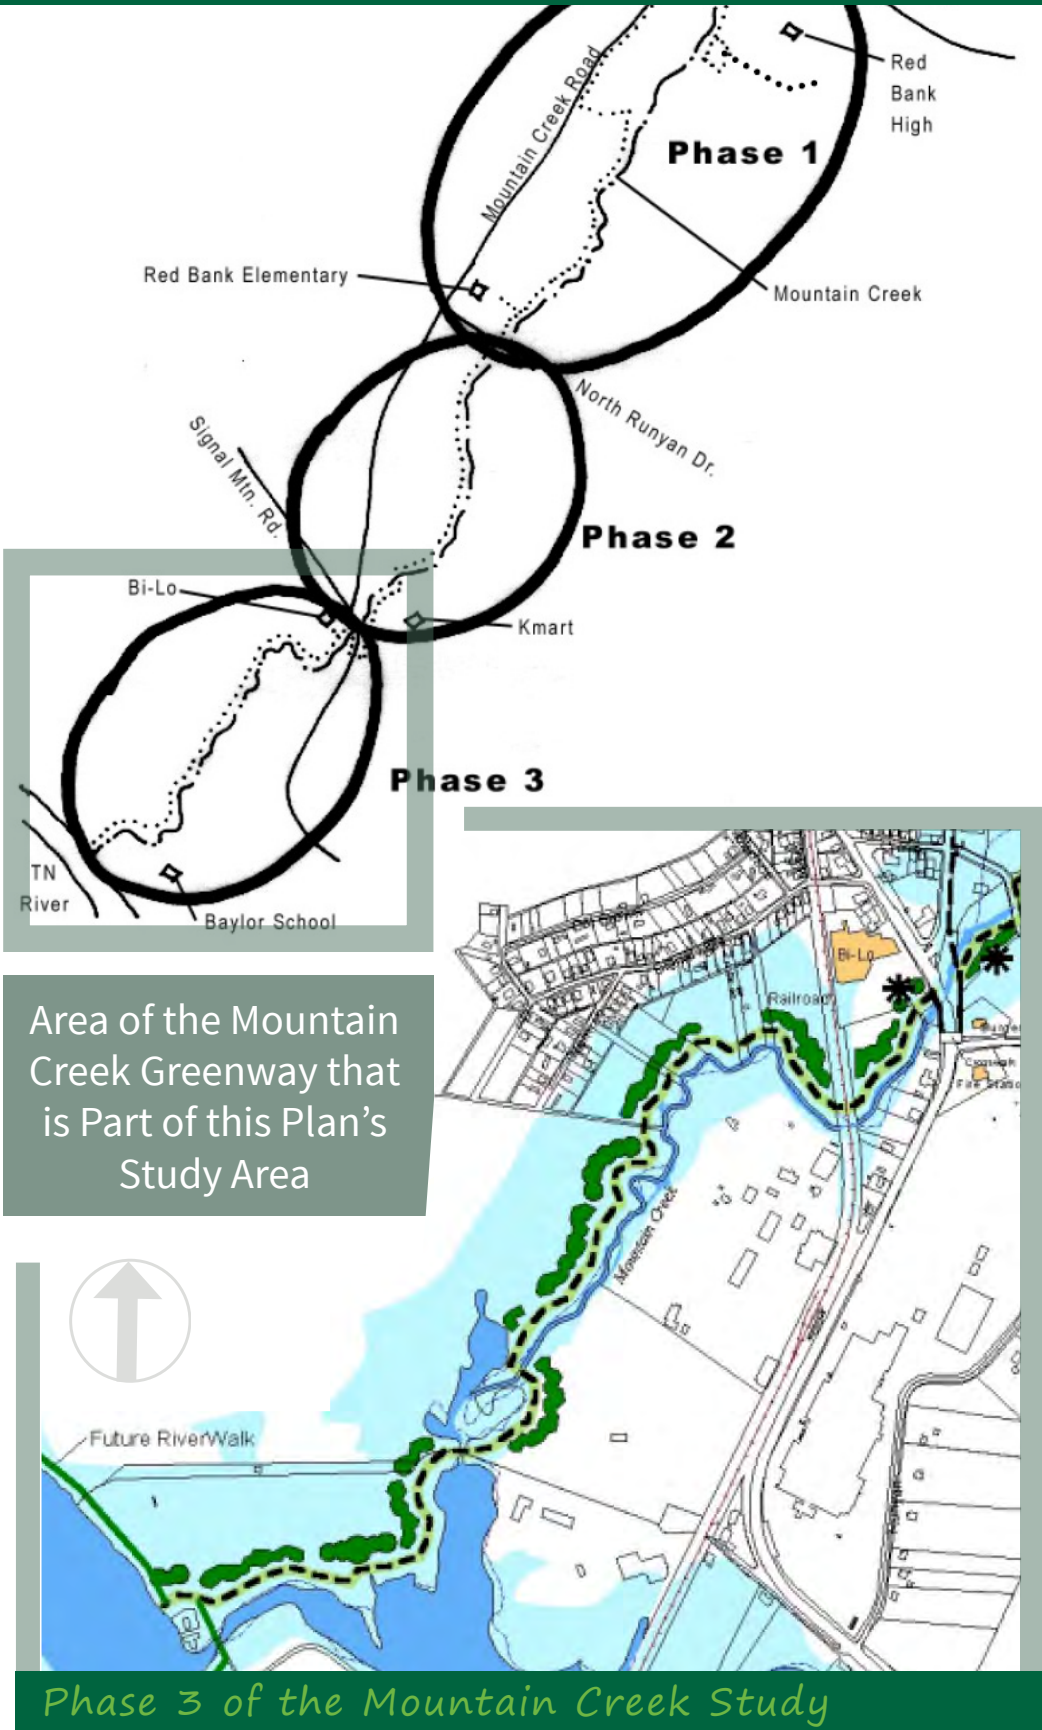 Red
Bank
High
Mountain Creek Road
Phase 1
Red Bank Elementary
Mountain Creek
North Runyan Dr.
Signal Mtn. Rd.
Phase 2
Bi-Lo
Kmart
Phase 3
TN
River
Baylor School
Area of the Mountain
Creek Greenway that
is Part of this Plan's
Study Area
Bi-Lo
Railroad
Mountain Creek
Future RiverWalk
Phase 3 of the Mountain Creek Study